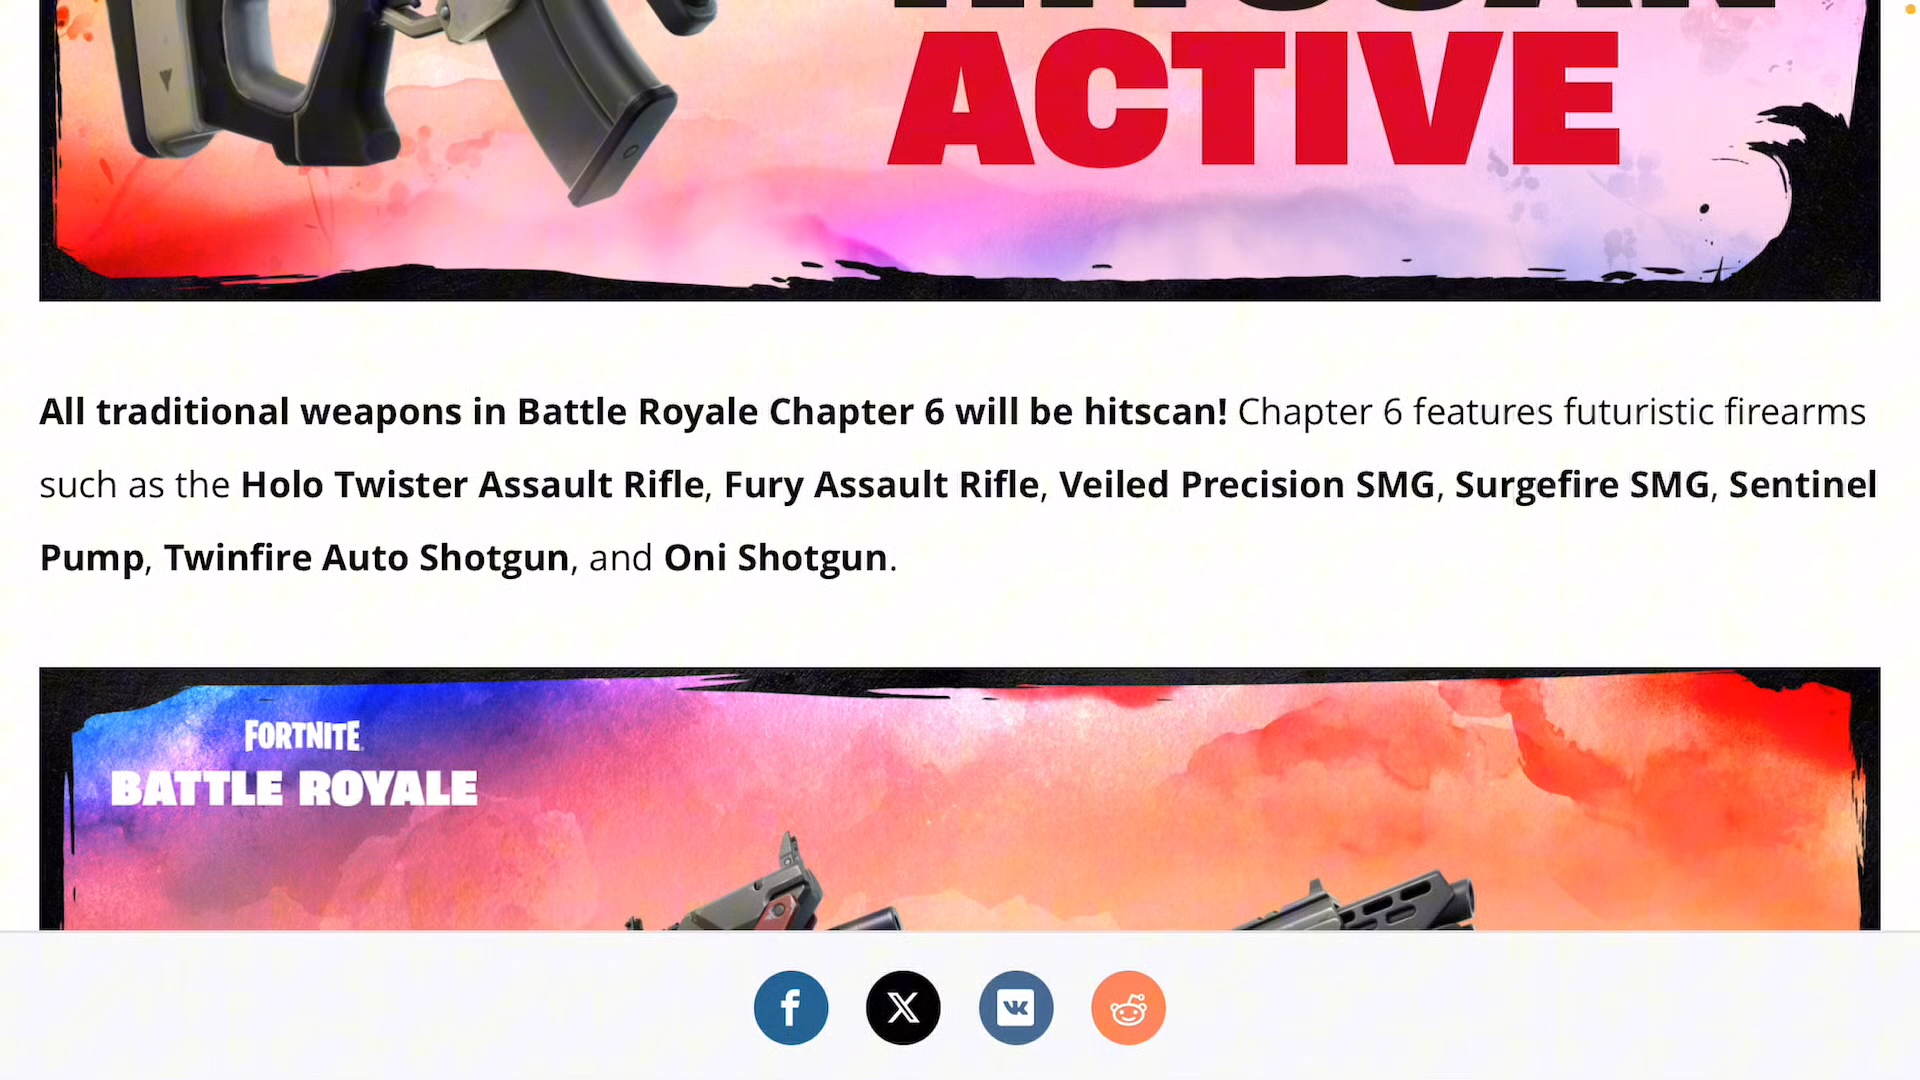 HITSCAN
ACTIVE
All traditional weapons in Battle Royale Chapter 6 will be hitscan! Chapter 6 features futuristic firearms
such as the Holo Twister Assault Rifle, Fury Assault Rifle, Veiled Precision SMG, Surgefire SMG, Sentinel
Pump, Twinfire Auto Shotgun, and Oni Shotgun.
FORTNITE
BATTLE ROYALE